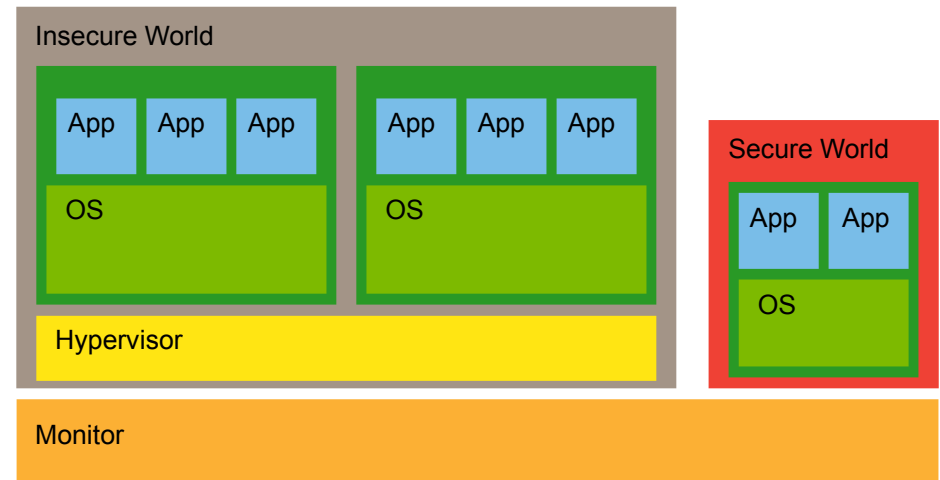 Insecure World
App App App
OS
App App App
OS
Hypervisor
Secure World
App App
OS
Monitor